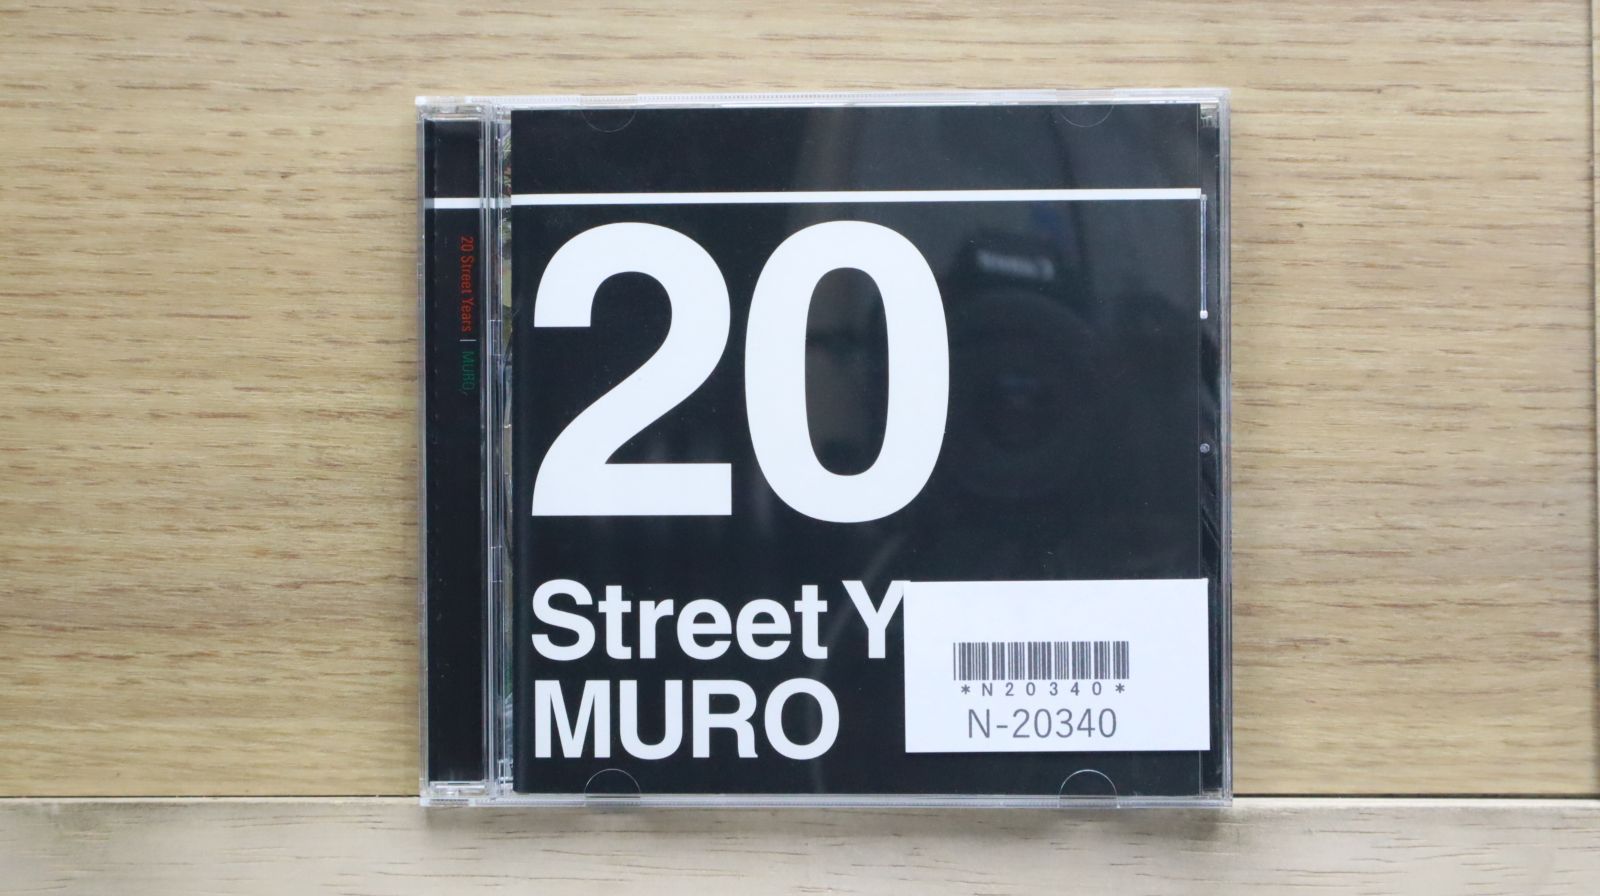 20 Street Years | MURO,
20
Street Y
MURO
*N20340*
N-20340